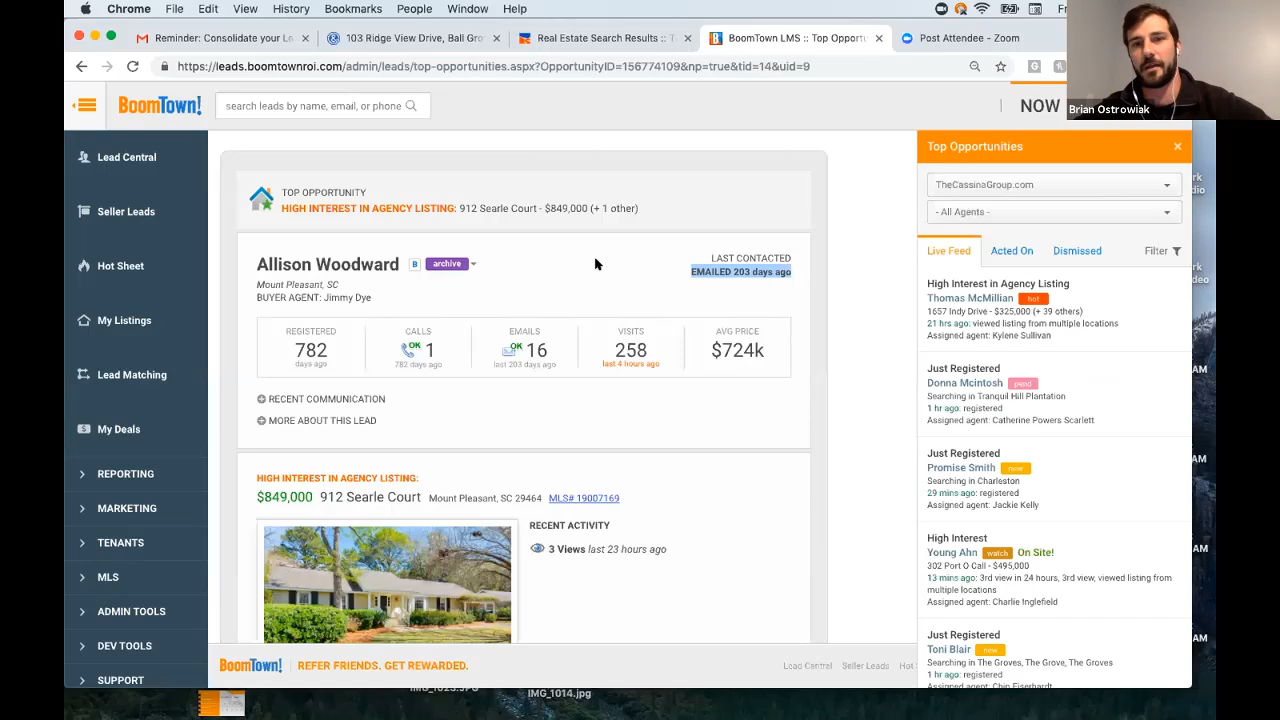 Chrome File Edit View History Bookmarks People Window Help
Reminder: Consolidate your Le
103 Ridge View Drive, Ball Gro
Real Estate Search Results :: T
BoomTown LMS :: Top Opportu
Post Attendee - Zoom
https://leads.boomtownroi.com/admin/leads/top-opportunities.aspx?OpportunityID=156774109&np=true&tid=14&uid=9
Brian Ostrowiak
BoomTown!
search leads by name, email, or phone
NOW
Lead Central
Seller Leads
Hot Sheet
My Listings
Lead Matching
My Deals
REPORTING
MARKETING
TENANTS
MLS
ADMIN TOOLS
DEV TOOLS
SUPPORT
TOP OPPORTUNITY
HIGH INTEREST IN AGENCY LISTING: 912 Searle Court - $849,000 (+ 1 other)
Allison Woodward B archive
Mount Pleasant, SC
BUYER AGENT: Jimmy Dye
LAST CONTACTED
EMAILED 203 days ago
REGISTERED CALLS EMAILS VISITS AVG PRICE
782 OK 1 OK 16 258 $724k
days ago 782 days ago last 203 days ago last 4 hours ago
RECENT COMMUNICATION
MORE ABOUT THIS LEAD
HIGH INTEREST IN AGENCY LISTING:
$849,000 912 Searle Court Mount Pleasant, SC 29464 MLS# 19007169
RECENT ACTIVITY
3 Views last 23 hours ago
BoomTown! REFER FRIENDS. GET REWARDED.
Lead Central Seller Leads Hot
Top Opportunities
TheCassinaGroup.com
- All Agents -
Live Feed Acted On Dismissed Filter
High Interest in Agency Listing
Thomas McMillian hot
1657 Indy Drive - $325,000 (+ 39 others)
21 hrs ago: viewed listing from multiple locations
Assigned agent: Kylene Sullivan
Just Registered
Donna Mcintosh pend
Searching in Tranquil Hill Plantation
1 hr ago: registered
Assigned agent: Catherine Powers Scarlett
Just Registered
Promise Smith new
Searching in Charleston
29 mins ago: registered
Assigned agent: Jackie Kelly
High Interest
Young Ahn watch On Site!
302 Port O Call - $495,000
13 mins ago: 3rd view in 24 hours, 3rd view, viewed listing from
multiple locations
Assigned agent: Charlie Inglefield
Just Registered
Toni Blair new
Searching in The Groves, The Grove, The Groves
1 hr ago: registered
Assigned agent: Chip Eiserhardt
AM
AM
AM
AM
IMG_1014.jpg